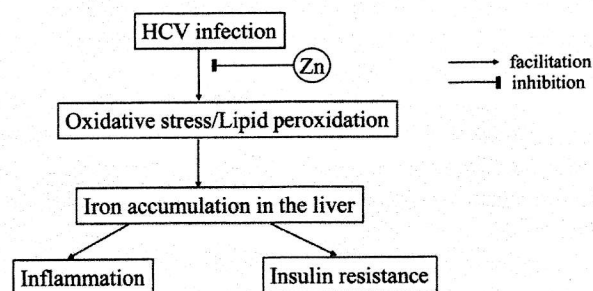 HCV infection
Zn
facilitation
inhibition
Oxidative stress/Lipid peroxidation
Iron accumulation in the liver
Inflammation
Insulin resistance